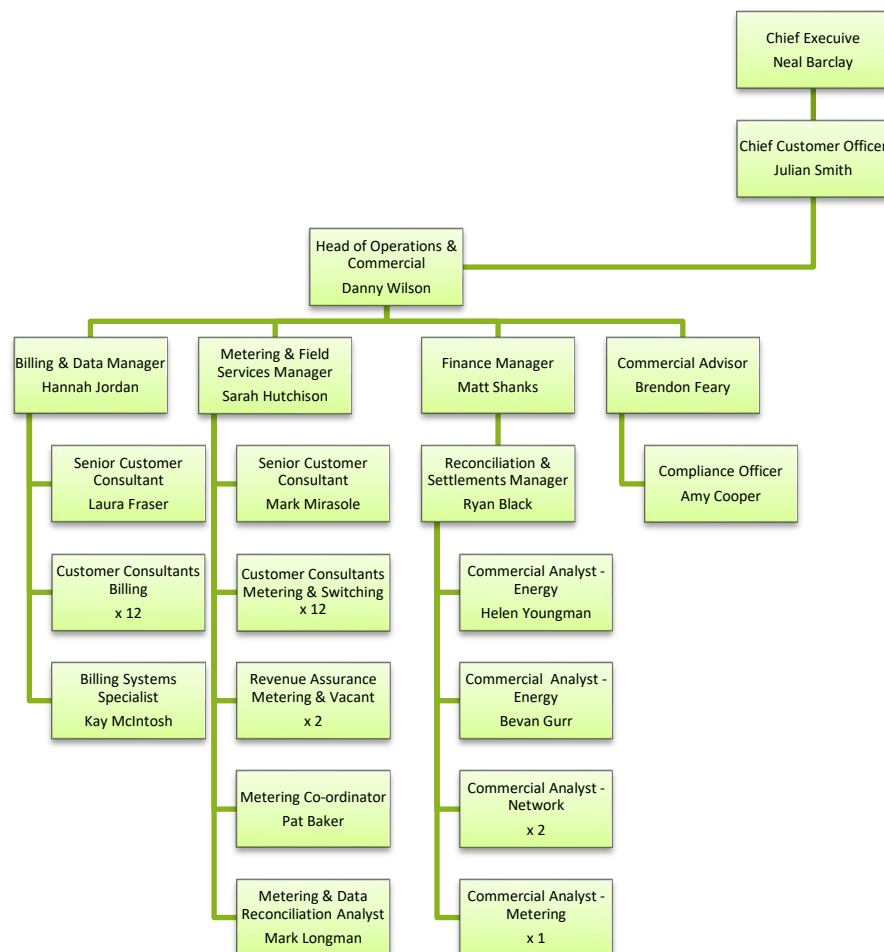 Chief Execuive
Neal Barclay
Chief Customer Officer
Julian Smith
Head of Operations &
Commercial
Danny Wilson
Billing & Data Manager
Hannah Jordan
Metering & Field
Services Manager
Sarah Hutchison
Finance Manager
Matt Shanks
Commercial Advisor
Brendon Feary
Senior Customer
Consultant
Laura Fraser
Senior Customer
Consultant
Mark Mirasole
Reconciliation &
Settlements Manager
Ryan Black
Compliance Officer
Amy Cooper
Customer Consultants
Billing
x 12
Customer Consultants
Metering & Switching
x 12
Commercial Analyst -
Energy
Helen Youngman
Billing Systems
Specialist
Kay McIntosh
Revenue Assurance
Metering & Vacant
x 2
Commercial Analyst -
Energy
Bevan Gurr
Metering Co-ordinator
Pat Baker
Commercial Analyst -
Network
x 2
Metering & Data
Reconciliation Analyst
Mark Longman
Commercial Analyst -
Metering
x 1